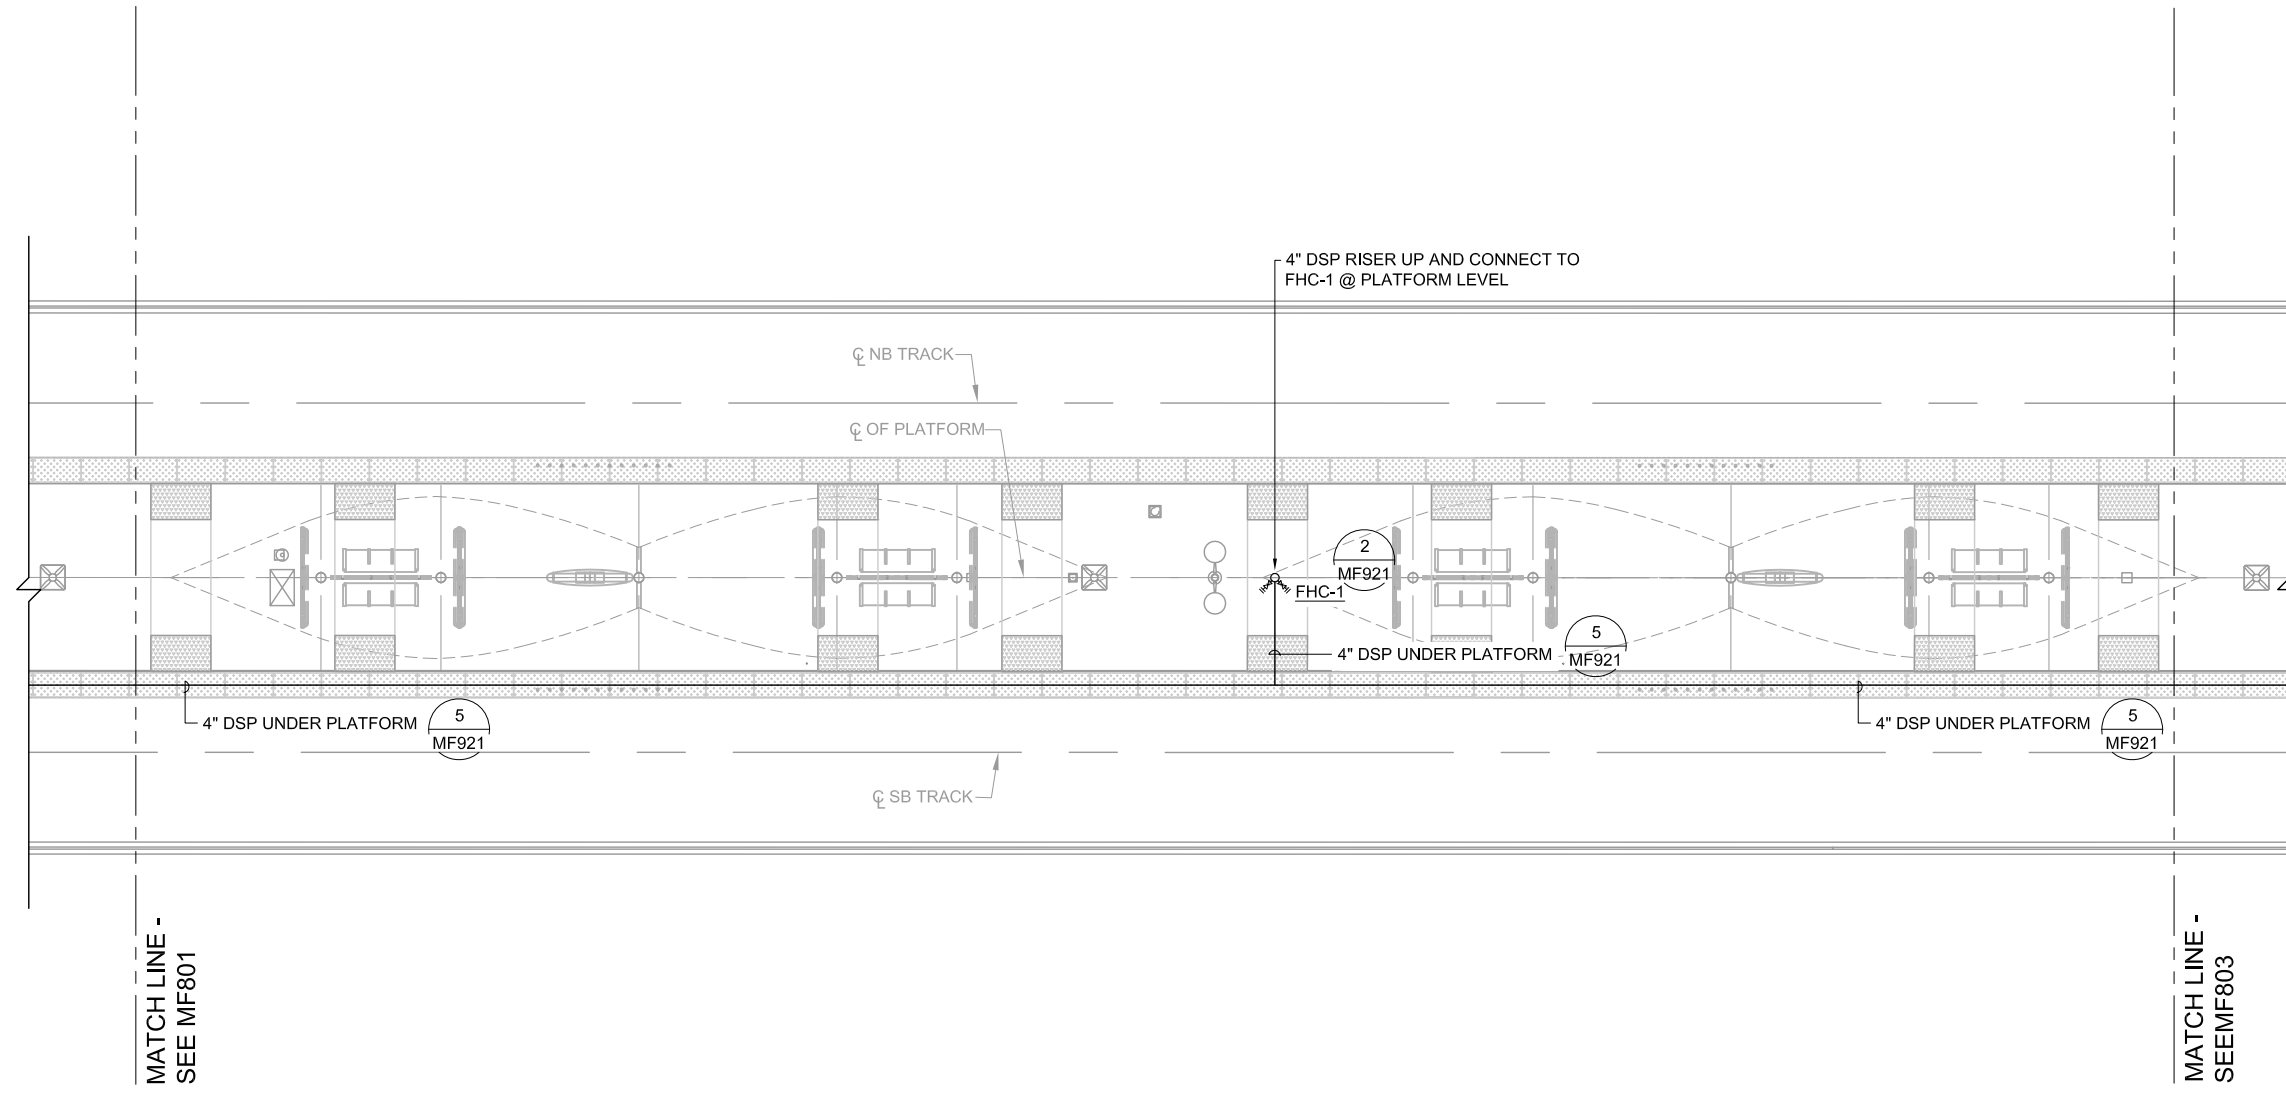 4" DSP RISER UP AND CONNECT TO
FHC-1 @ PLATFORM LEVEL
℄ NB TRACK
℄ OF PLATFORM
2
MF921
FHC-1
5
MF921
4" DSP UNDER PLATFORM
4" DSP UNDER PLATFORM
5
MF921
4" DSP UNDER PLATFORM
5
MF921
℄ SB TRACK
MATCH LINE -
SEE MF801
MATCH LINE -
SEEMF803